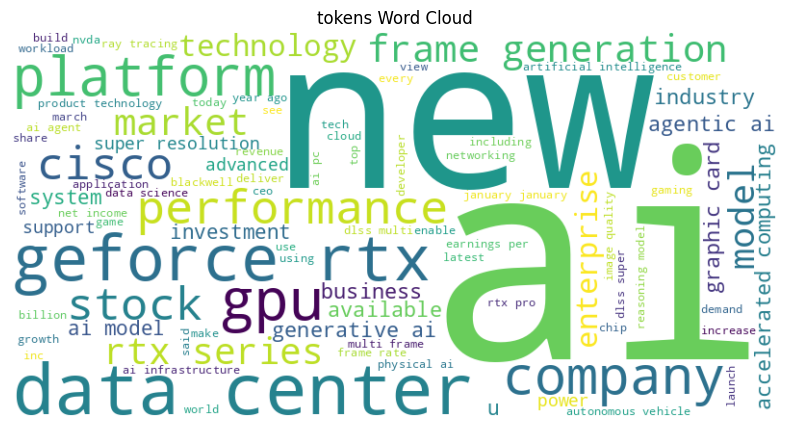 tokens Word Cloud
build
nvda
ray tracing
technology
frame generation
workload
platform
view
artificial intelligence
new
every
customer
product technology
today
year ago
see
industry
march
market
tech
cloud
top
including
networking
agentic ai
ai agent
share
super resolution
developer
cisco
advanced
revenue
ai pc
deliver
software
application
data science
blackwell
ceo
system
net income
game
performance
january january
gaming
ai
enterprise
image quality
dlss super
reasoning model
graphic card
model
accelerated computing
support
investment
use
using
dlss multi
enable
earnings per
latest
geforce rtx
stock
gpu
business
available
rtx pro
demand
billion
ai model
generative ai
chip
increase
growth
said
make
multi frame
inc
rtx series
frame rate
physical ai
ai infrastructure
data center
company
launch
world
u
power
autonomous vehicle